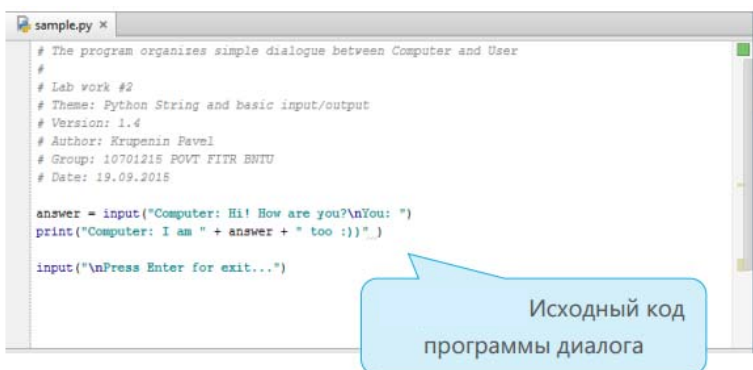 sample.py ×
# The program organizes simple dialogue between Computer and User
#
# Lab work #2
# Theme: Python String and basic input/output
# Version: 1.4
# Author: Krupenin Pavel
# Group: 10701215 POVT FITR BNTU
# Date: 19.09.2015
answer = input("Computer: Hi! How are you?\nYou: ")
print("Computer: I am " + answer + " too :))" )
input("\nPress Enter for exit...")
Исходный код
программы диалога